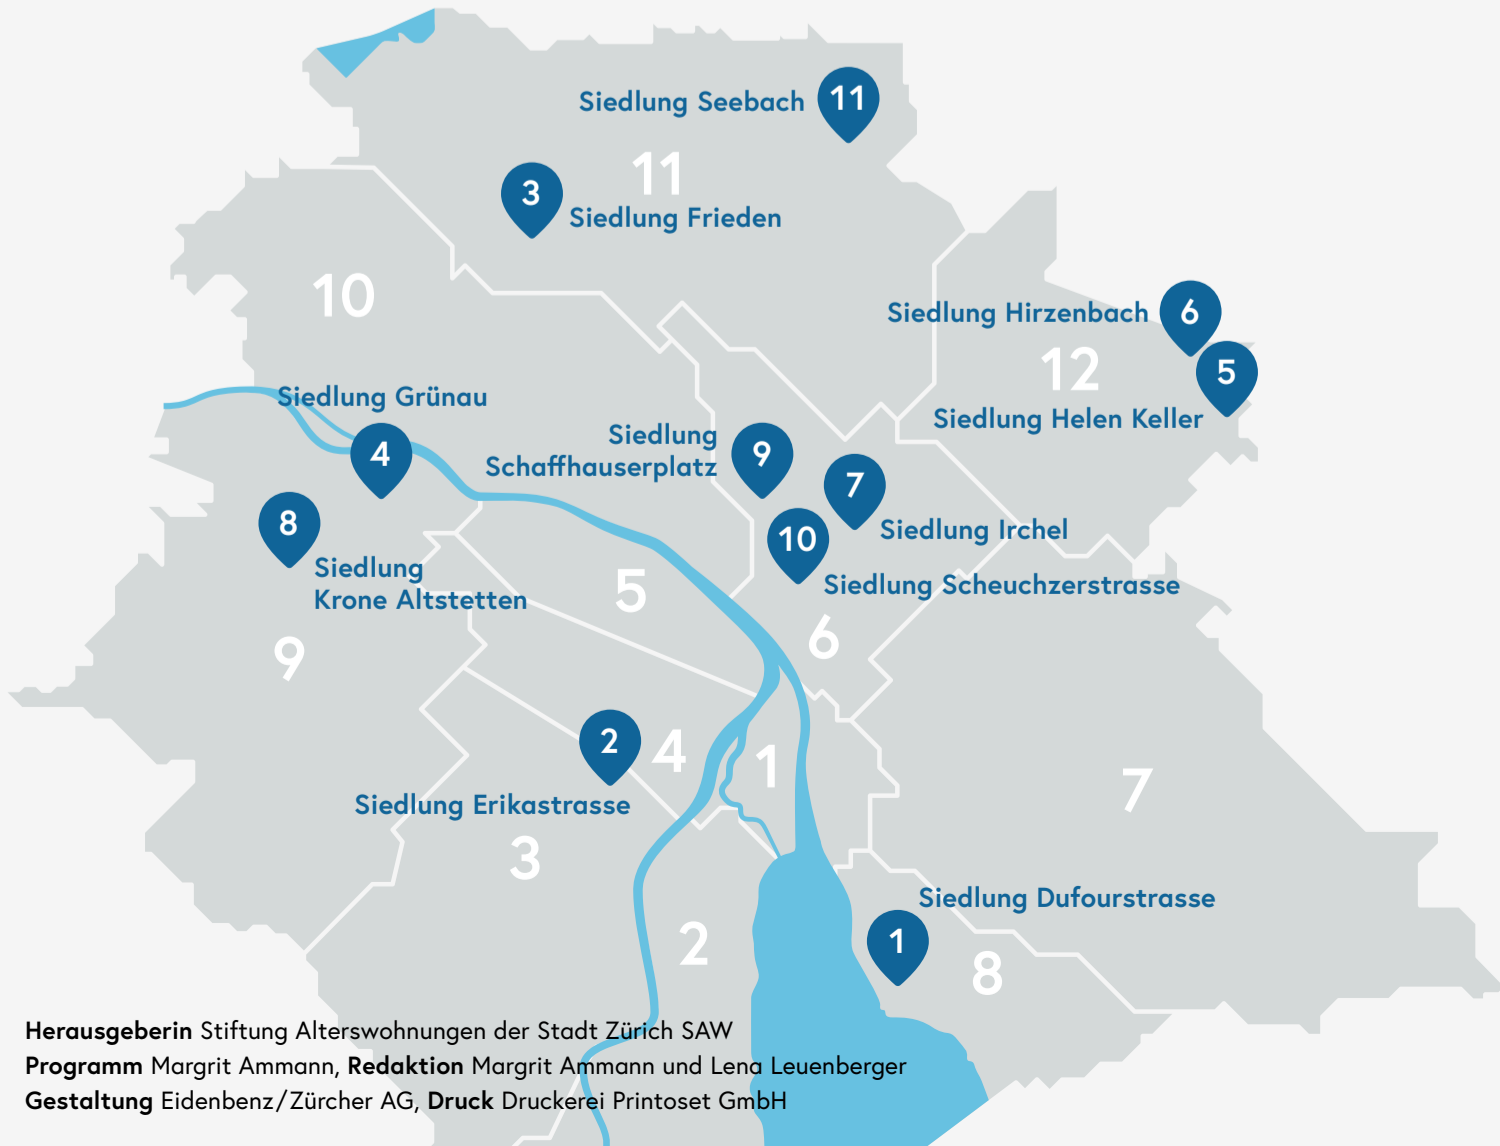 Siedlung Seebach
11
11
3
Siedlung Frieden
10
Siedlung Hirzenbach
6
12
5
Siedlung Helen Keller
Siedlung Grünau
4
Siedlung
Schaffhauserplatz
9
7
Siedlung Irchel
8
Siedlung
Krone Altstetten
10
Siedlung Scheuchzerstrasse
5
6
9
2
4
1
7
Siedlung Erikastrasse
3
Siedlung Dufourstrasse
1
2
8
Herausgeberin Stiftung Alterswohnungen der Stadt Zürich SAW
Programm Margrit Ammann, Redaktion Margrit Ammann und Lena Leuenberger
Gestaltung Eidenbenz/Zürcher AG, Druck Druckerei Printoset GmbH